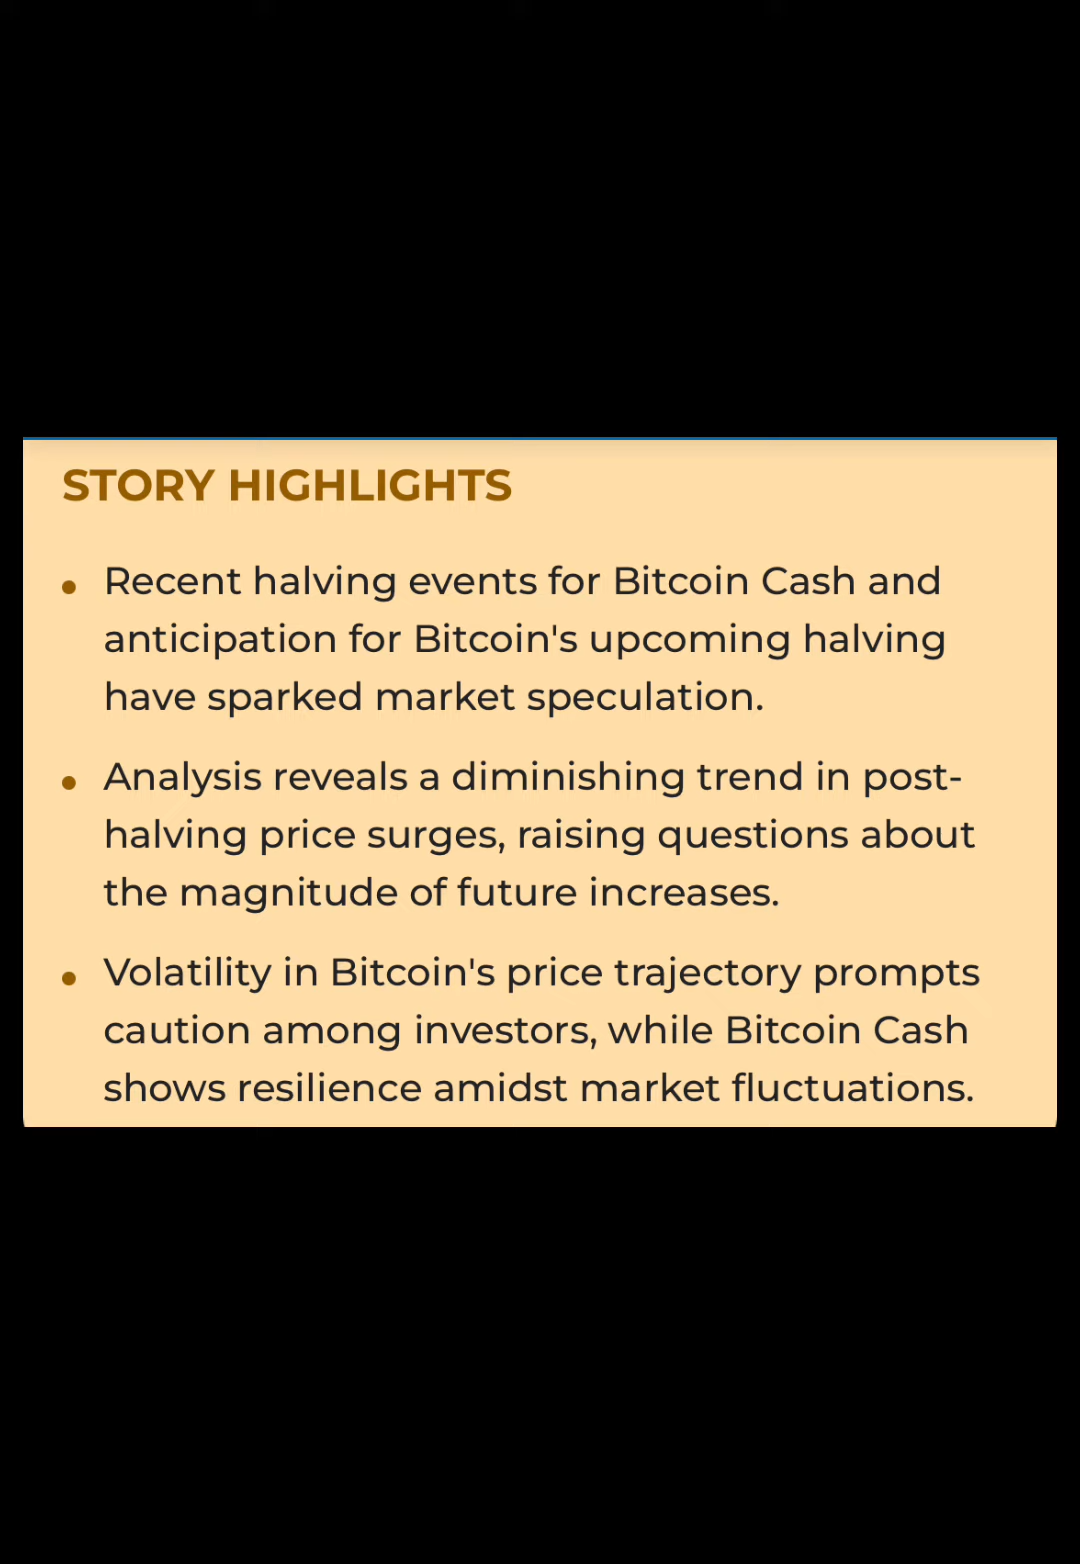 STORY HIGHLIGHTS
Recent halving events for Bitcoin Cash and
anticipation for Bitcoin's upcoming halving
have sparked market speculation.
Analysis reveals a diminishing trend in post-
halving price surges, raising questions about
the magnitude of future increases.
Volatility in Bitcoin's price trajectory prompts
caution among investors, while Bitcoin Cash
shows resilience amidst market fluctuations.